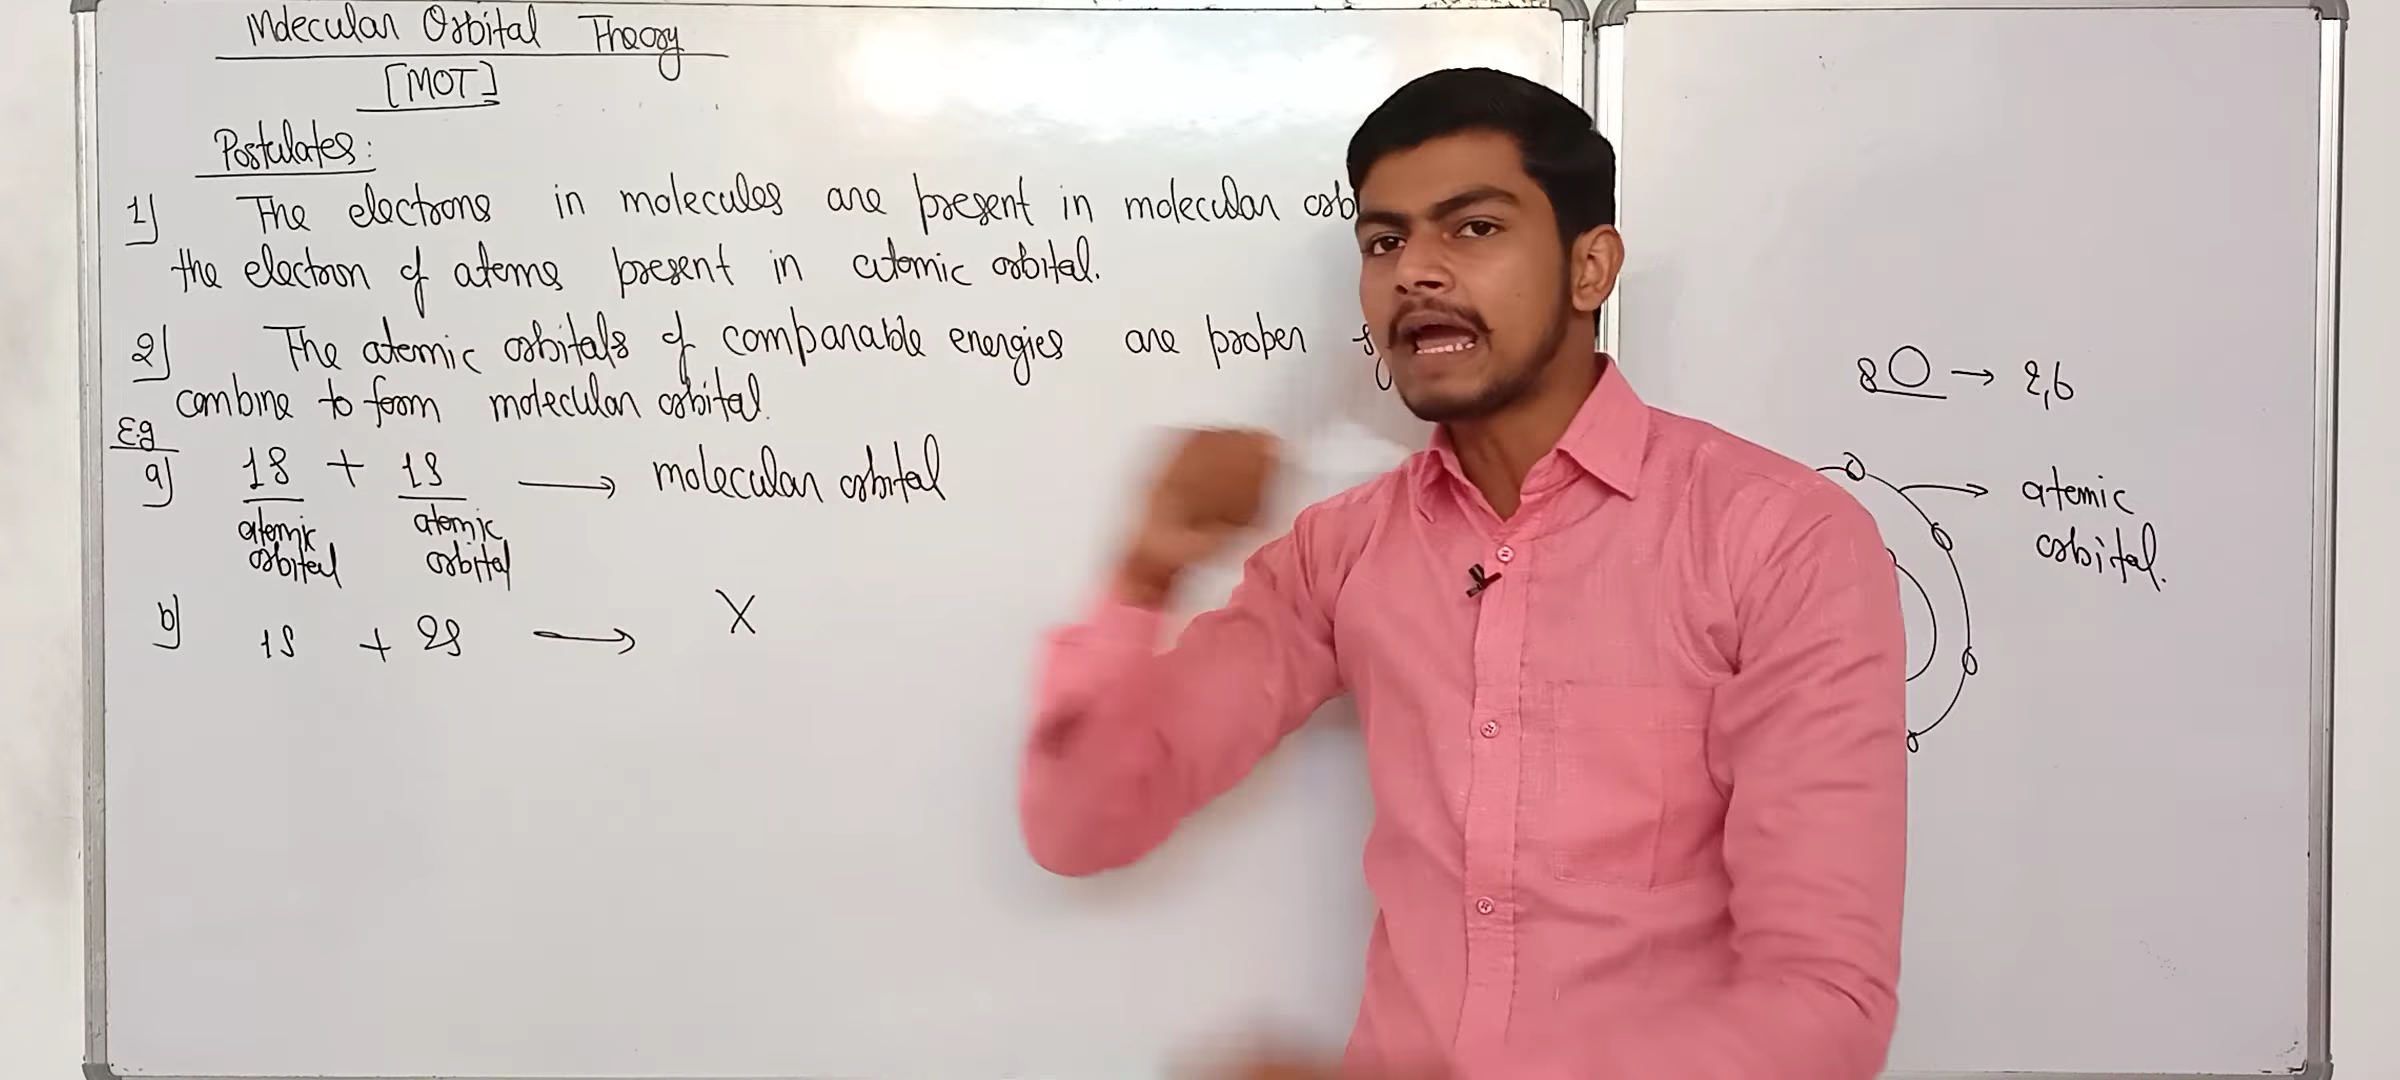 Molecular Orbital Theory
[MOT]
Postulates:
1) The electrons in molecules are present in molecular orb
the electron of atoms present in atomic orbital.
2) The atomic orbitals of comparable energies are proper s
combine to form molecular orbital.
E.g
a) 1s + 1s → molecular orbital
atomic orbital atomic orbital
b) 1s + 2s → X
8O → 2,6
atomic
orbital.